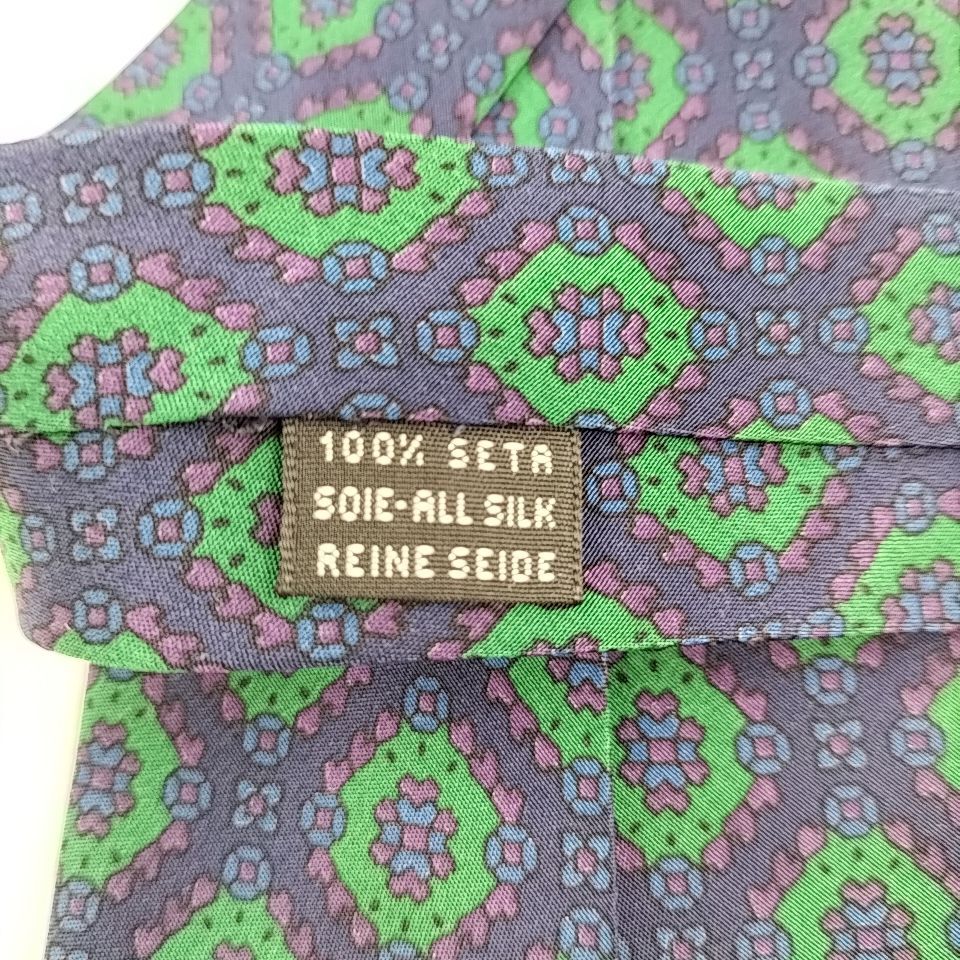 100% SETA
SOIE-ALL SILK
REINE SEIDE